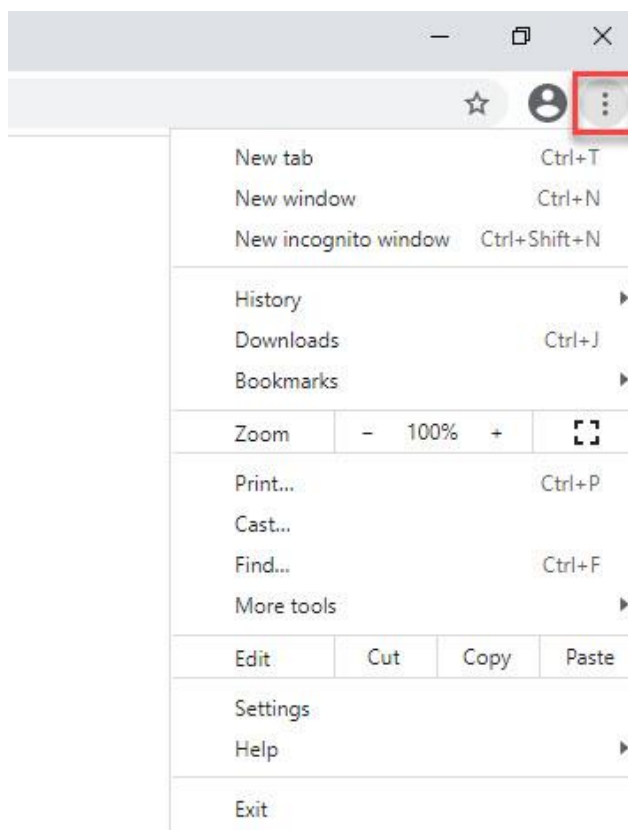 New tab Ctrl+T
New window Ctrl+N
New incognito window Ctrl+Shift+N
History
Downloads Ctrl+J
Bookmarks
Zoom - 100% +
Print... Ctrl+P
Cast...
Find... Ctrl+F
More tools
Edit Cut Copy Paste
Settings
Help
Exit